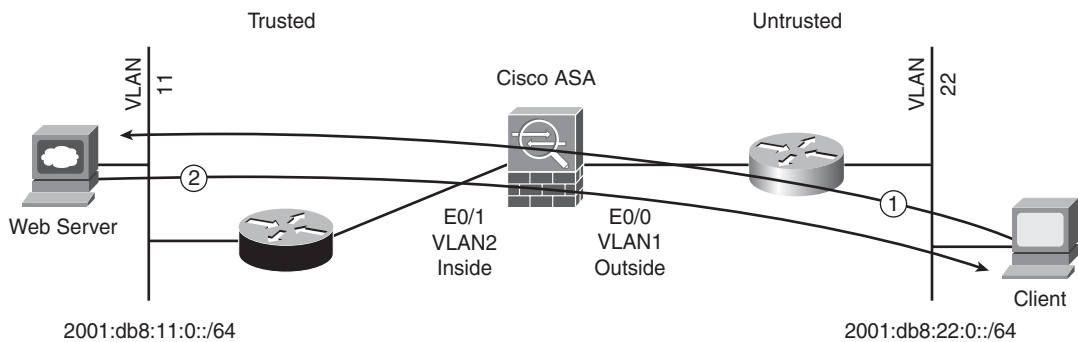 Trusted
Untrusted
VLAN
11
Cisco ASA
VLAN
22
2
1
Web Server
E0/1
VLAN2
Inside
E0/0
VLAN1
Outside
Client
2001:db8:11:0::/64
2001:db8:22:0::/64